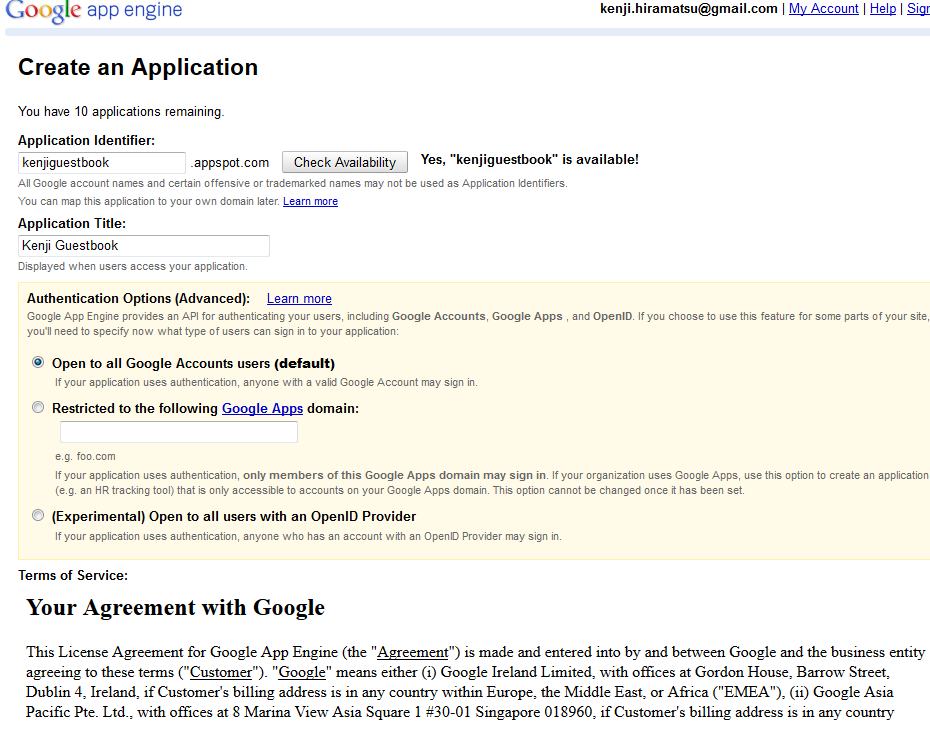 Google app engine
kenji.hiramatsu@gmail.com | My Account | Help | Sign
Create an Application
You have 10 applications remaining.
Application Identifier:
kenjiguestbook .appspot.com Check Availability Yes, "kenjiguestbook" is available!
All Google account names and certain offensive or trademarked names may not be used as Application Identifiers.
You can map this application to your own domain later. Learn more
Application Title:
Kenji Guestbook
Displayed when users access your application.
Authentication Options (Advanced): Learn more
Google App Engine provides an API for authenticating your users, including Google Accounts, Google Apps , and OpenID. If you choose to use this feature for some parts of your site,
you'll need to specify now what type of users can sign in to your application:
Open to all Google Accounts users (default)
If your application uses authentication, anyone with a valid Google Account may sign in.
Restricted to the following Google Apps domain:
e.g. foo.com
If your application uses authentication, only members of this Google Apps domain may sign in. If your organization uses Google Apps, use this option to create an application
(e.g. an HR tracking tool) that is only accessible to accounts on your Google Apps domain. This option cannot be changed once it has been set.
(Experimental) Open to all users with an OpenID Provider
If your application uses authentication, anyone who has an account with an OpenID Provider may sign in.
Terms of Service:
Your Agreement with Google
This License Agreement for Google App Engine (the "Agreement") is made and entered into by and between Google and the business entity
agreeing to these terms ("Customer"). "Google" means either (i) Google Ireland Limited, with offices at Gordon House, Barrow Street,
Dublin 4, Ireland, if Customer's billing address is in any country within Europe, the Middle East, or Africa ("EMEA"), (ii) Google Asia
Pacific Pte. Ltd., with offices at 8 Marina View Asia Square 1 #30-01 Singapore 018960, if Customer's billing address is in any country